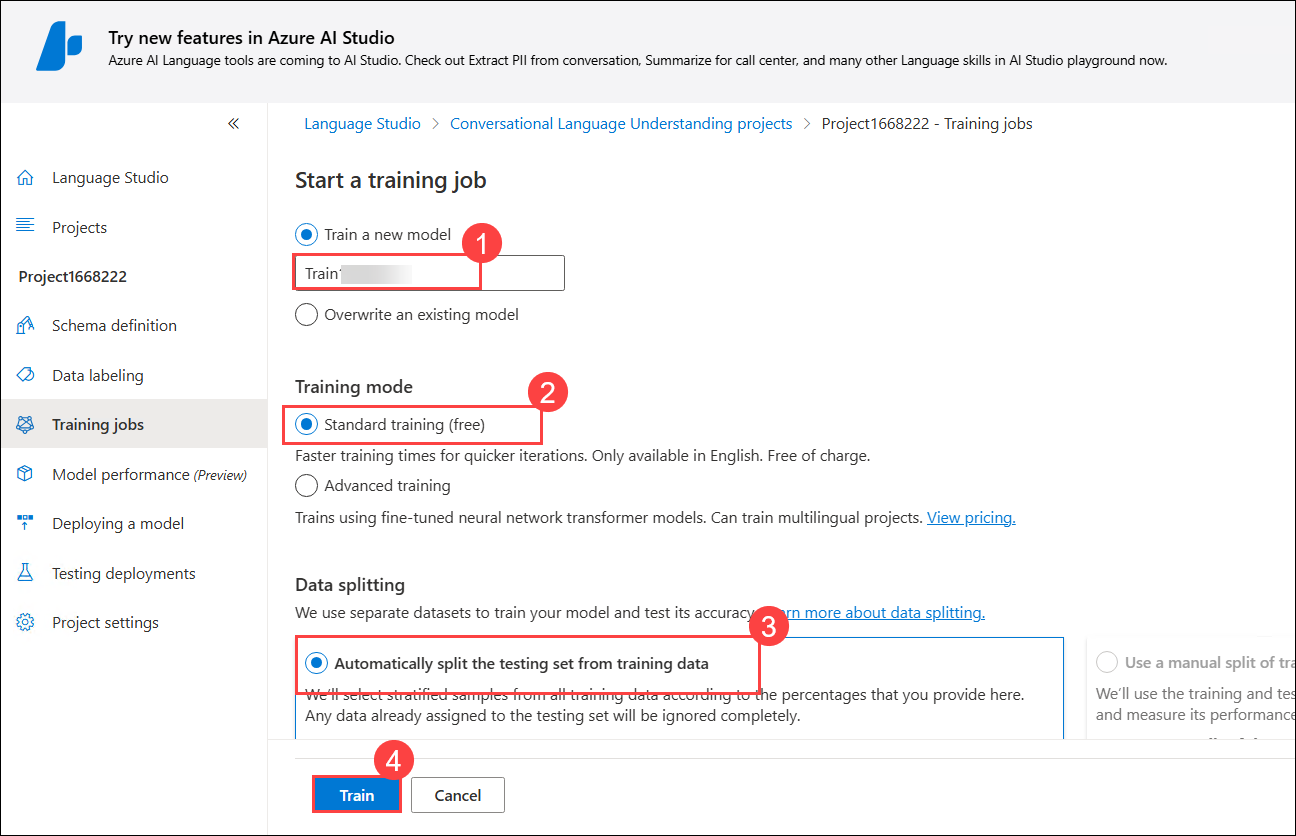 Try new features in Azure AI Studio
Azure AI Language tools are coming to AI Studio. Check out Extract PII from conversation, Summarize for call center, and many other Language skills in AI Studio playground now.
«
Language Studio > Conversational Language Understanding projects > Project1668222 - Training jobs
Language Studio
Projects
Project1668222
Schema definition
Data labeling
Training jobs
Model performance (Preview)
Deploying a model
Testing deployments
Project settings
Start a training job
Train a new model
1
Train
Overwrite an existing model
Training mode
2
Standard training (free)
Faster training times for quicker iterations. Only available in English. Free of charge.
Advanced training
Trains using fine-tuned neural network transformer models. Can train multilingual projects. View pricing.
Data splitting
We use separate datasets to train your model and test its accuracy more about data splitting.
3
Automatically split the testing set from training data
We'll select stratified samples from all training data according to the percentages that you provide here.
Any data already assigned to the testing set will be ignored completely.
Use a manual split of
We'll use the training and
and measure its performance
4
Train
Cancel